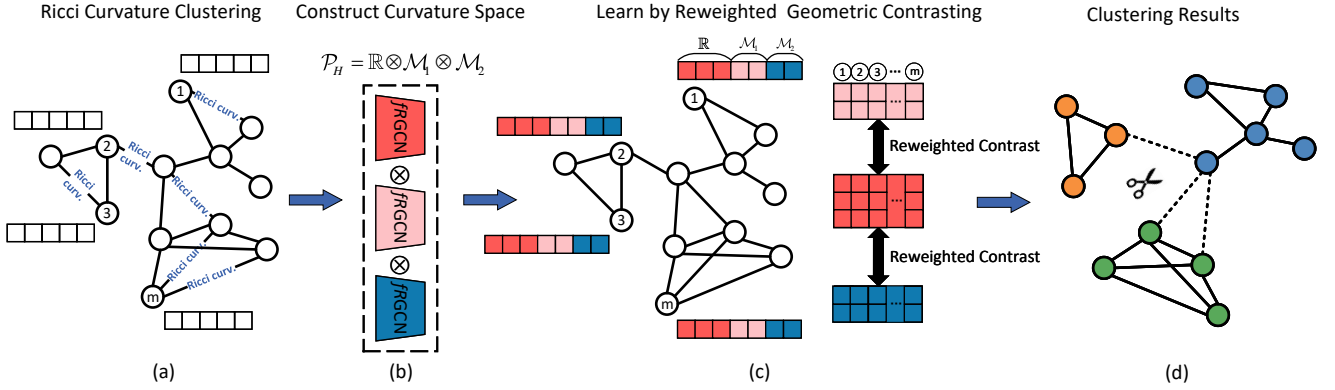 Ricci Curvature Clustering
Construct Curvature Space
Learn by Reweighted Geometric Contrasting
Clustering Results
1
Ricci curv.
2
Ricci curv.
Ricci curv.
3
Ricci curv.
Ricci curv.
Ricci curv.
m
(a)
𝒫_H = ℝ ⊗ ℳ_1 ⊗ ℳ_2
fRGCN
⊗
fRGCN
⊗
fRGCN
(b)
ℝ ℳ_1 ℳ_2
1
2
3
m
1 2 3 ... m
...
Reweighted Contrast
...
Reweighted Contrast
...
(c)
(d)